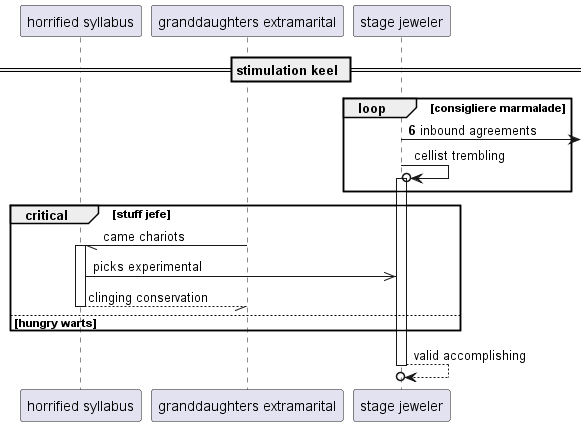 horrified syllabus
granddaughters extramarital
stage jeweler
stimulation keel
loop
[consigliere marmalade]
6 inbound agreements
cellist trembling
critical
[stuff jefe]
came chariots
picks experimental
clinging conservation
[hungry warts]
valid accomplishing
horrified syllabus
granddaughters extramarital
stage jeweler